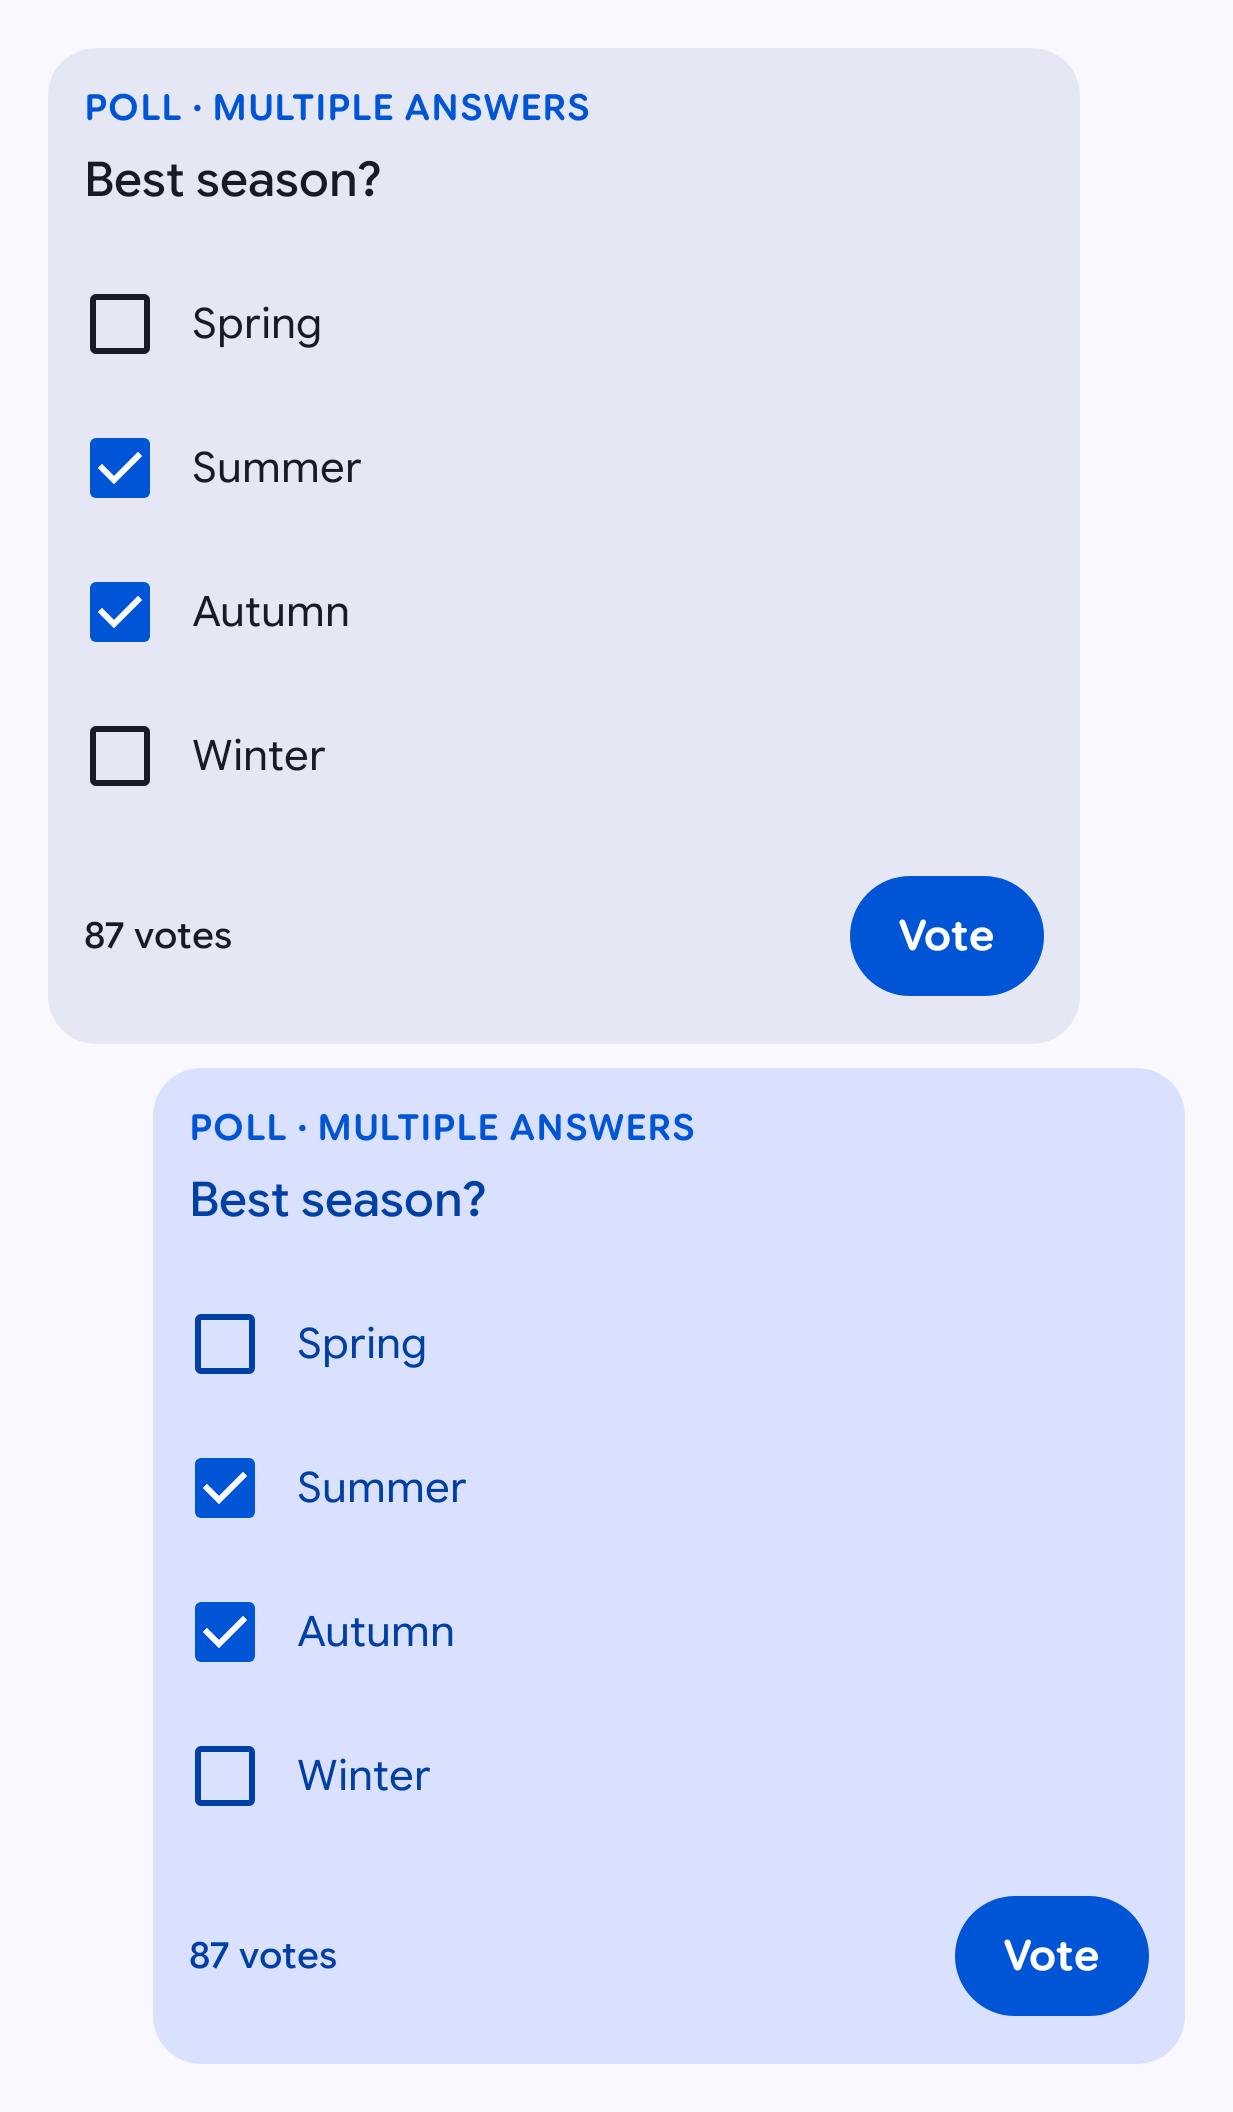 POLL · MULTIPLE ANSWERS
Best season?
Spring
Summer
Autumn
Winter
87 votes
Vote
POLL · MULTIPLE ANSWERS
Best season?
Spring
Summer
Autumn
Winter
87 votes
Vote